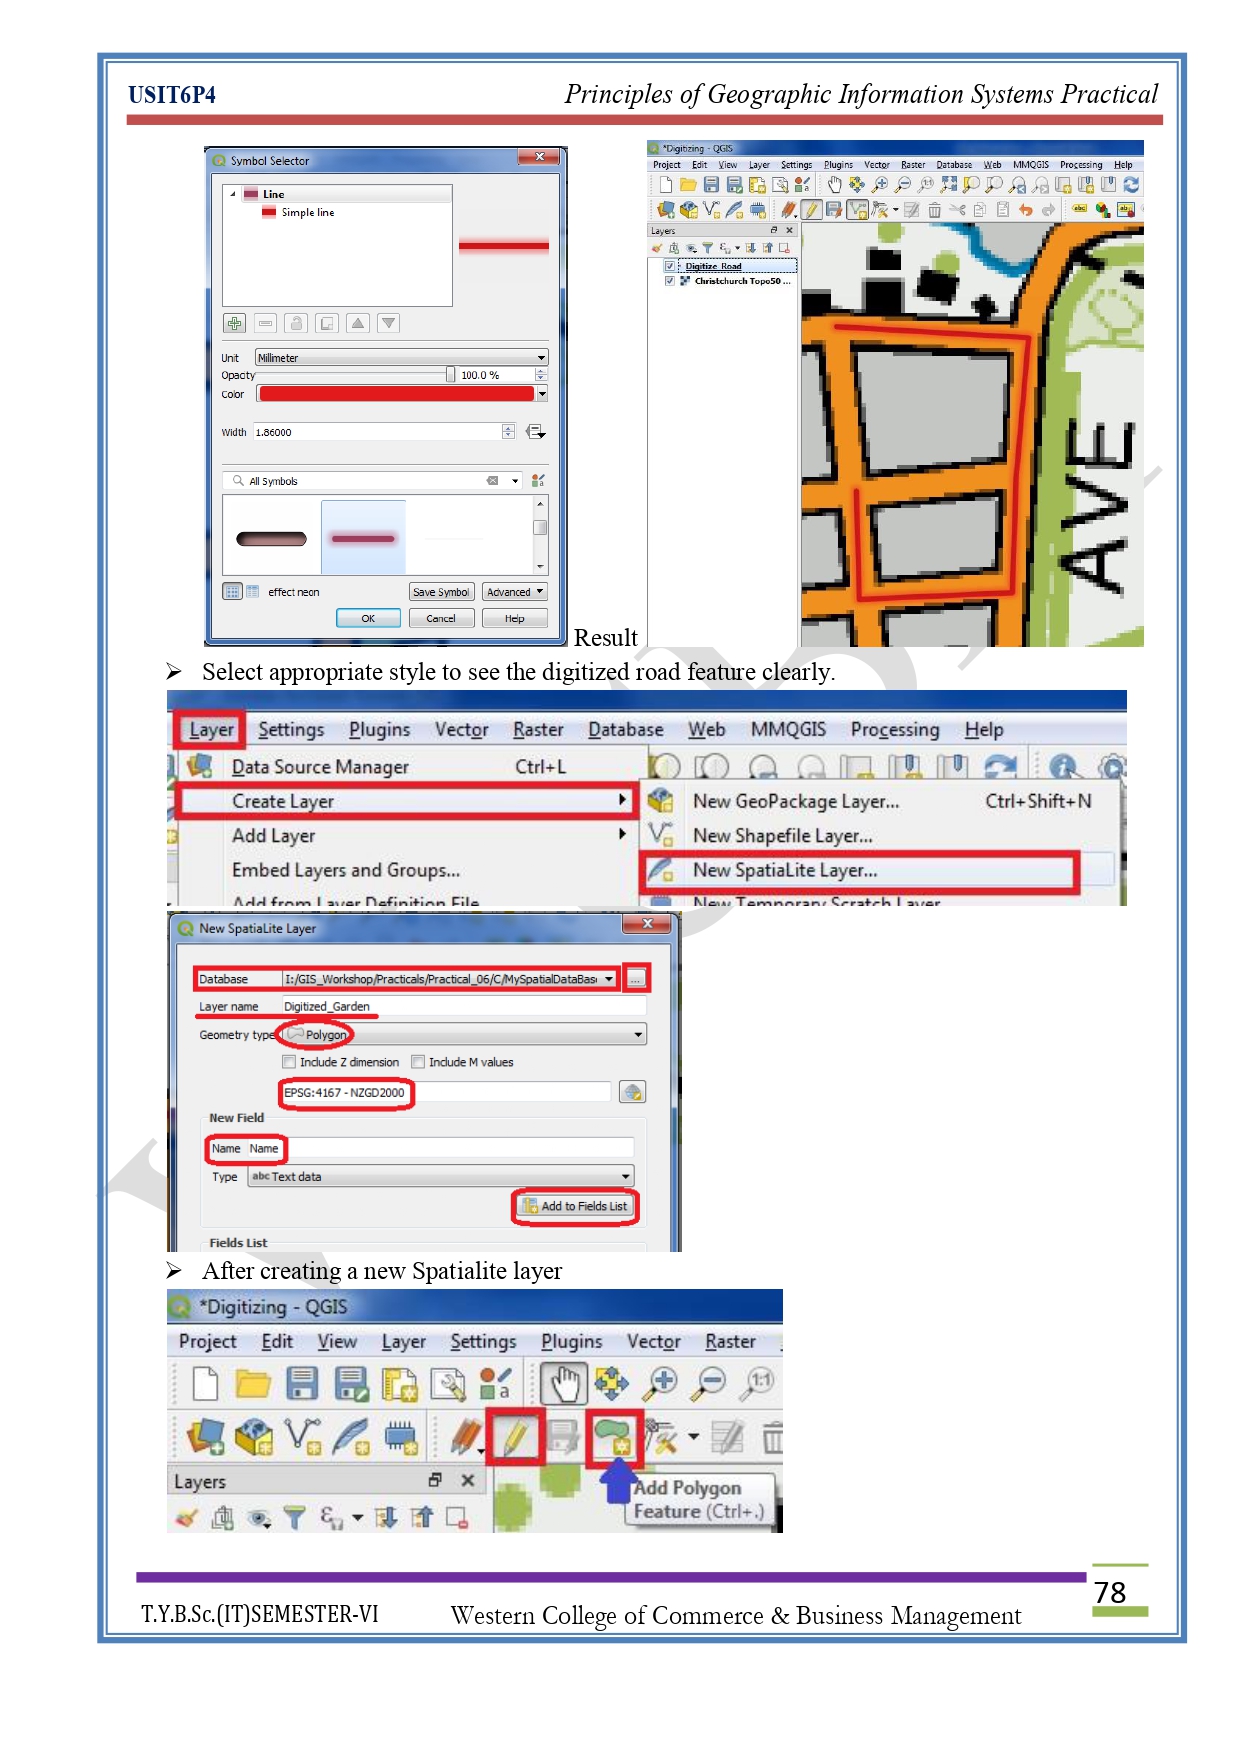 USIT6P4 Principles of Geographic Information Systems Practical
Symbol Selector
Line
Simple line
Unit Millimeter
Opacity 100.0 %
Color
Width 1.86000
All Symbols
effect neon Save Symbol Advanced
OK Cancel Help
Result
*Digitizing - QGIS
Project Edit View Layer Settings Plugins Vector Raster Database Web MMQGIS Processing Help
Layers
Digitize_Road
Christchurch Topo50 ...
AVE
➢ Select appropriate style to see the digitized road feature clearly.
Layer Settings Plugins Vector Raster Database Web MMQGIS Processing Help
Data Source Manager Ctrl+L
Create Layer New GeoPackage Layer... Ctrl+Shift+N
Add Layer New Shapefile Layer...
Embed Layers and Groups... New SpatiaLite Layer...
Add from Layer Definition File New Temporary Scratch Layer
New SpatiaLite Layer
Database I:/GIS_Workshop/Practicals/Practical_06/C/MySpatialDataBas ...
Layer name Digitized_Garden
Geometry type Polygon
Include Z dimension Include M values
EPSG:4167 - NZGD2000
New Field
Name Name
Type abc Text data
Add to Fields List
Fields List
➢ After creating a new Spatialite layer
*Digitizing - QGIS
Project Edit View Layer Settings Plugins Vector Raster
1:1
Layers
Add Polygon
Feature (Ctrl+.)
78
T.Y.B.Sc.(IT)SEMESTER-VI Western College of Commerce & Business Management